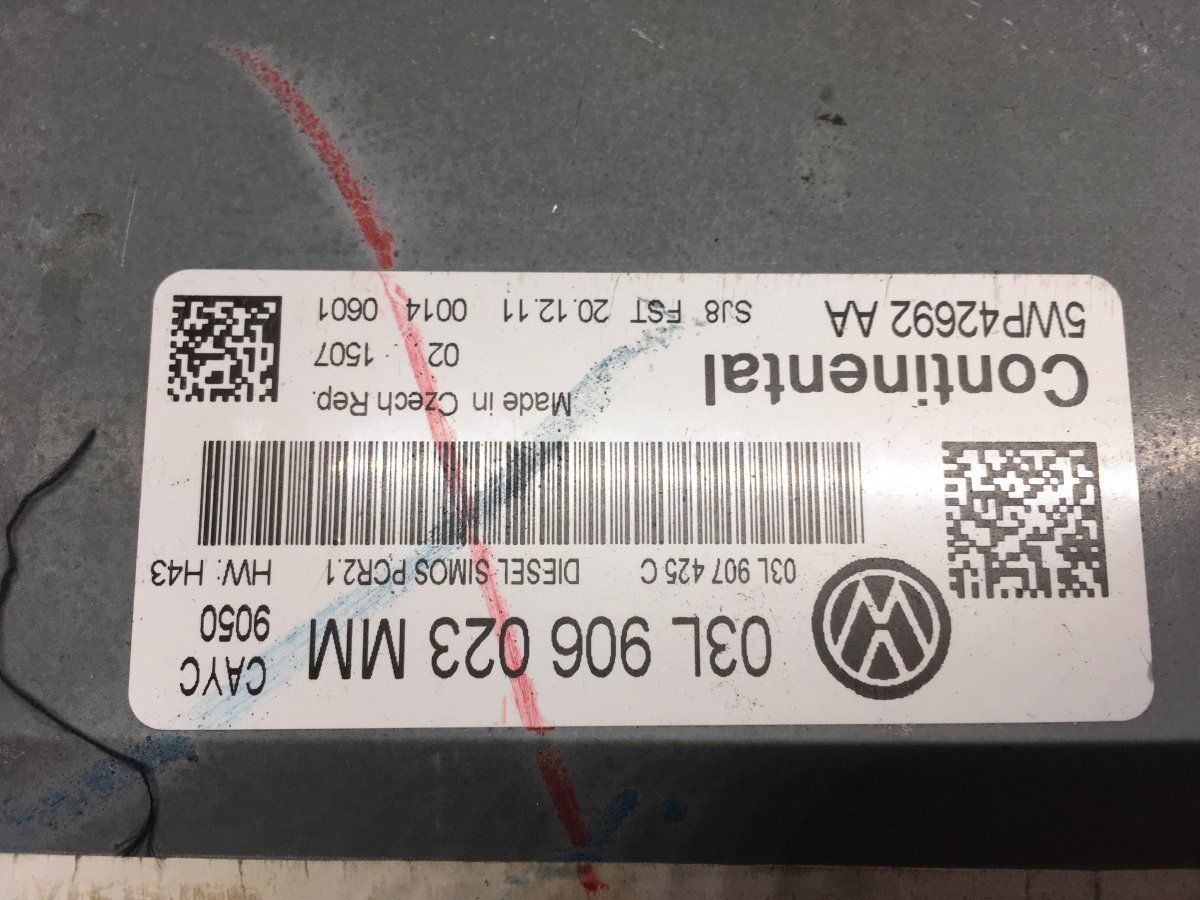 03L 906 023 MM
CAYC
9050
03L 907 425 C DIESEL SIMOS PCR2.1 HW: H43
Continental
Made in Czech Rep.
02 1507
5WP42692 AA
SJ8 FST 20.12.11 0014 0601